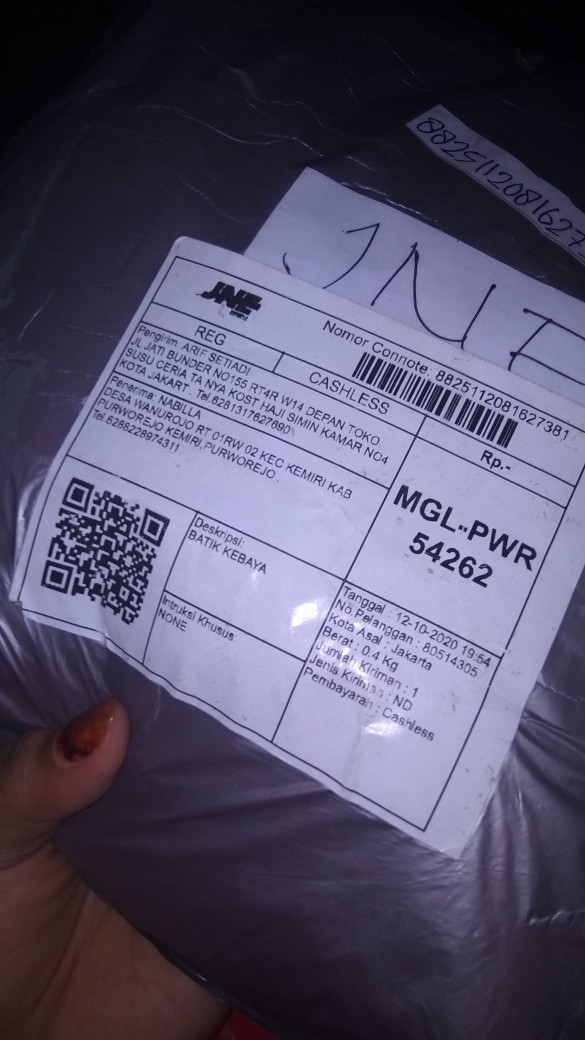 8825112081627
JNE
JNE
Nomor Connote: 8825112081627381
REG
CASHLESS
Rp.-
Pengirim: ARIF SETIADI
JL JATI BUNDER NO155 RT4R W14 DEPAN TOKO
SUSU CERIA TA NYA KOST HAJI SIMIN KAMAR NO4
KOTA JAKART . Tel.6281317627690
Penerima: NABILLA
DESA WANUROJO RT 01RW 02 KEC KEMIRI KAB
PURWOREJO KEMIRI,PURWOREJO .
Tel.6288228974311
MGL-PWR
54262
Deskripsi:
BATIK KEBAYA
Intruksi Khusus
NONE
Tanggal : 12-10-2020 19:54
No.Pelanggan : 80514305
Kota Asal : Jakarta
Berat : 0.4 Kg
Jumlah Kiriman : 1
Jenis Kiriman : ND
Pembayaran : Cashless